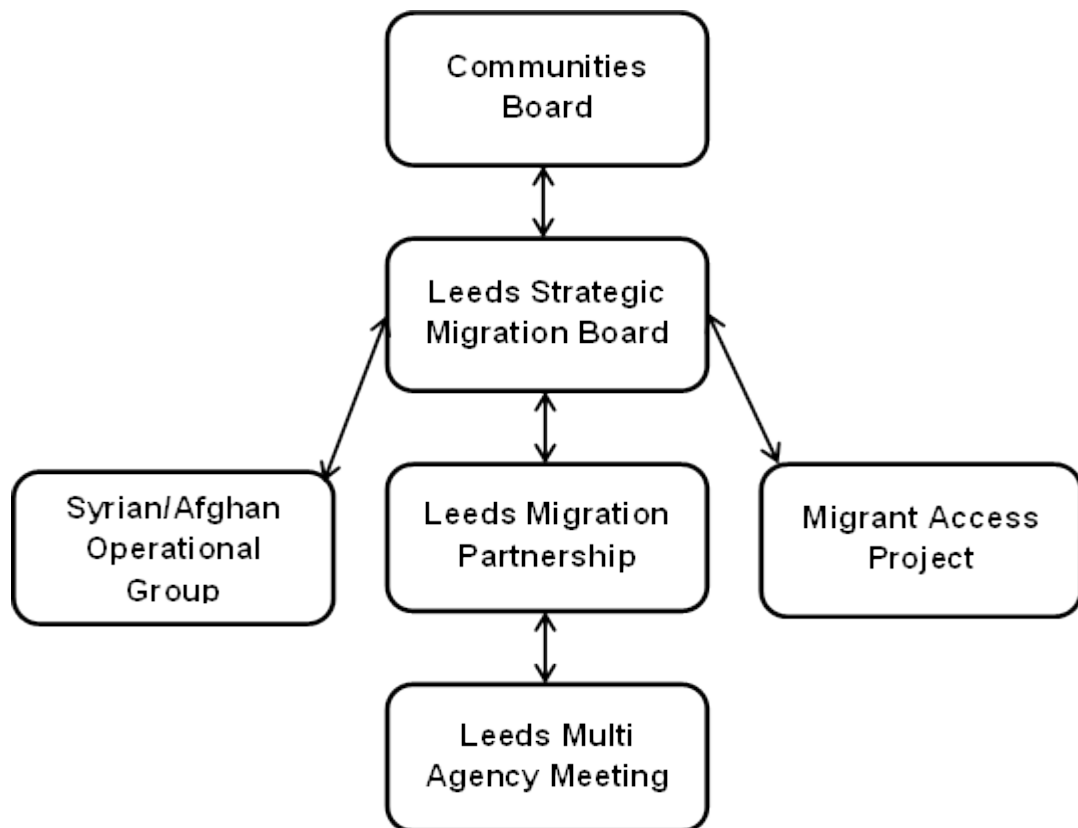 Communities
Board
Leeds Strategic
Migration Board
Syrian/Afghan
Operational
Group
Leeds Migration
Partnership
Migrant Access
Project
Leeds Multi
Agency Meeting